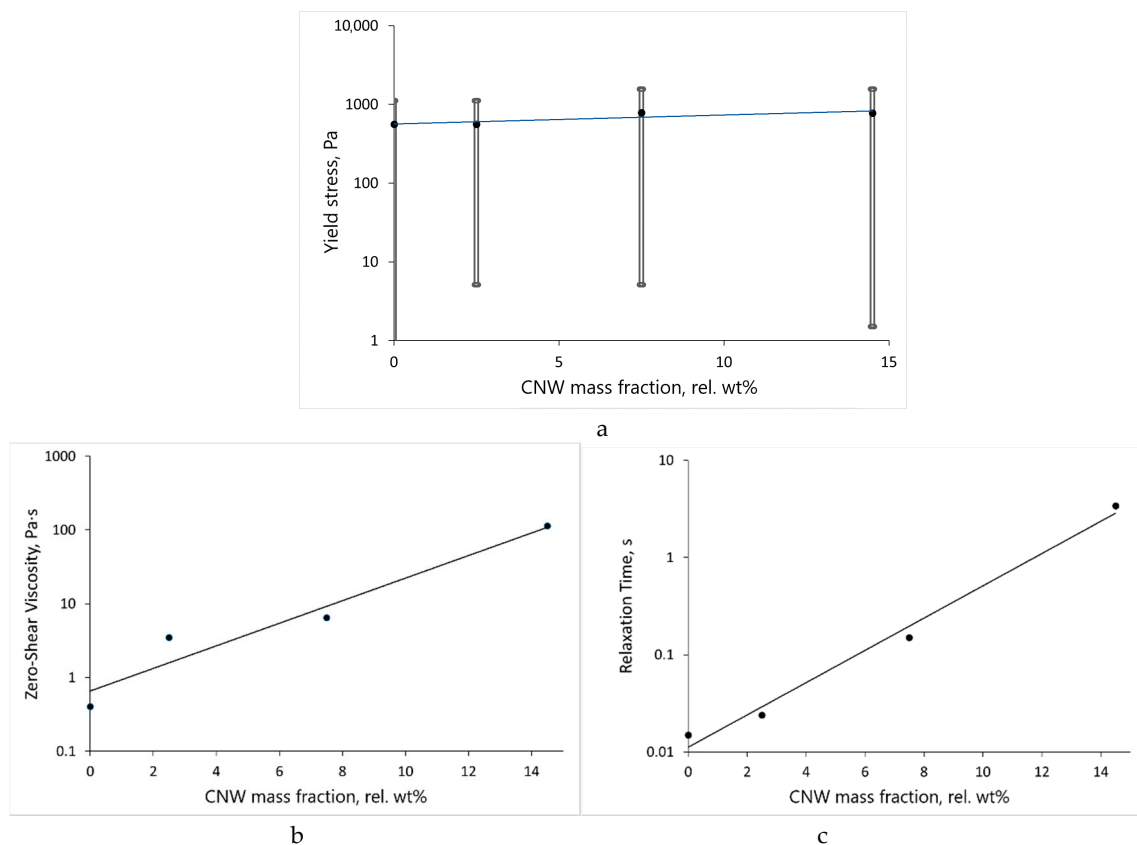 10,000
1000
100
10
1
Yield stress, Pa
0 5 10 15
CNW mass fraction, rel. wt%
a
1000
100
10
1
0.1
Zero-Shear Viscosity, Pa·s
0 2 4 6 8 10 12 14
CNW mass fraction, rel. wt%
b
10
1
0.1
0.01
Relaxation Time, s
0 2 4 6 8 10 12 14
CNW mass fraction, rel. wt%
c